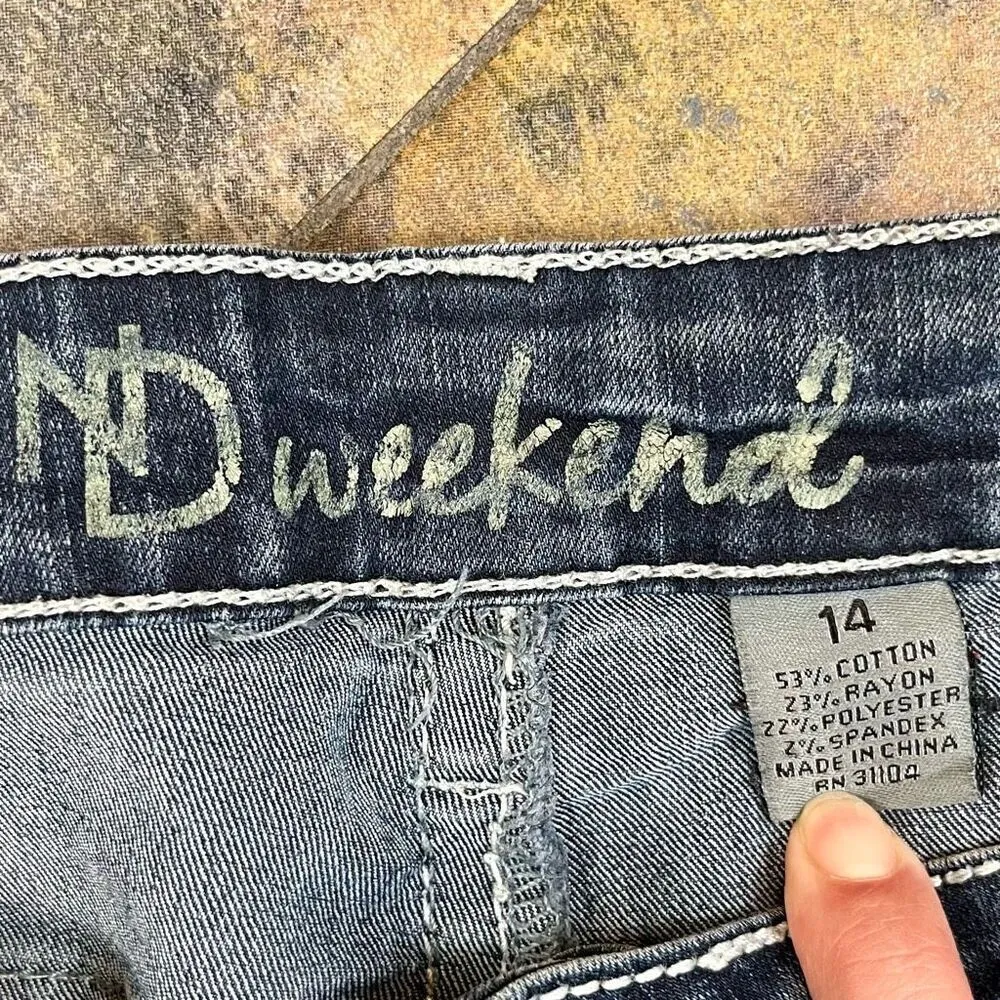 ND weekend
14
53% COTTON
23% RAYON
22% POLYESTER
2% SPANDEX
MADE IN CHINA
RN 31104